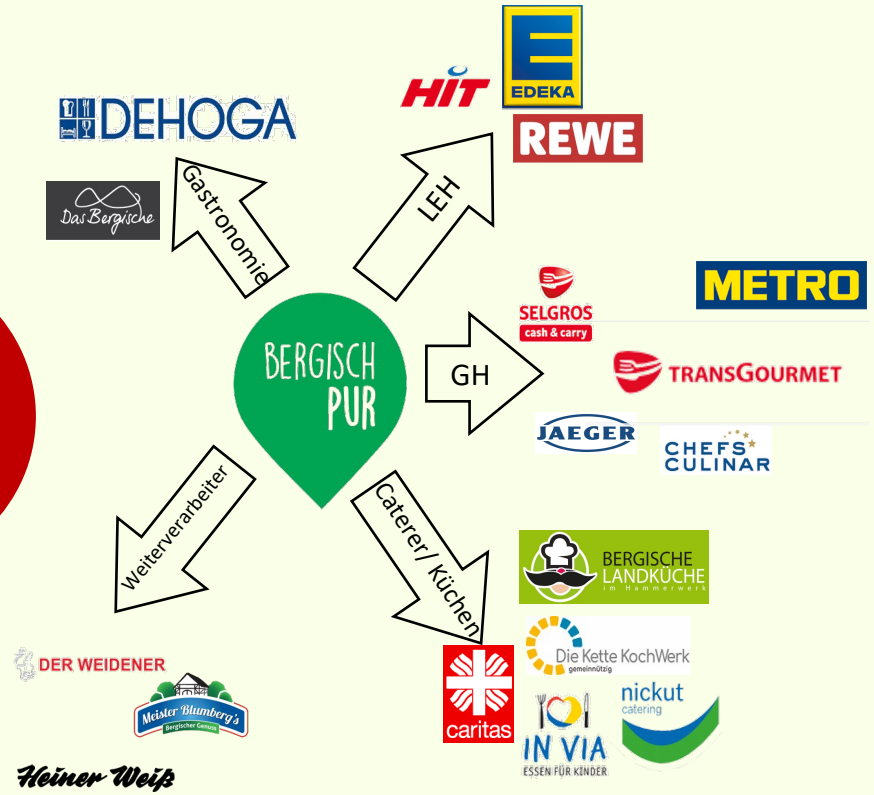 DEHOGA
Das Bergische
Gastronomie
HIT
EDEKA
REWE
LEH
BERGISCH
PUR
GH
SELGROS
cash & carry
METRO
TRANSGOURMET
JAEGER
CHEFS
CULINAR
Weiterverarbeiter
DER WEIDENER
Meister Blumberg's
Bergischer Genuss
Heiner Weiß
Caterer/ Küchen
BERGISCHE
LANDKÜCHE
im Hammerwerk
Die Kette KochWerk
gemeinnützig
caritas
IN VIA
ESSEN FÜR KINDER
nickut
catering